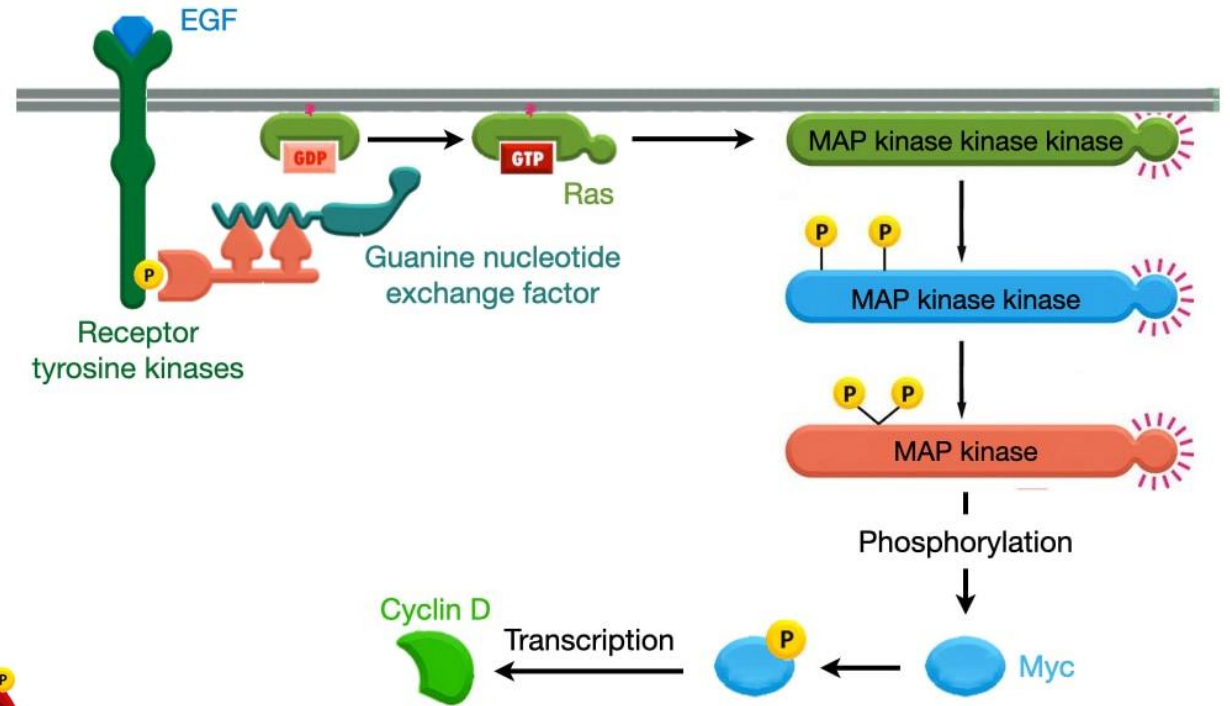 EGF
GDP
GTP
Ras
MAP kinase kinase kinase
P
P
Guanine nucleotide
exchange factor
P
MAP kinase kinase
Receptor
tyrosine kinases
P
P
MAP kinase
Phosphorylation
Cyclin D
Transcription
P
Myc
P